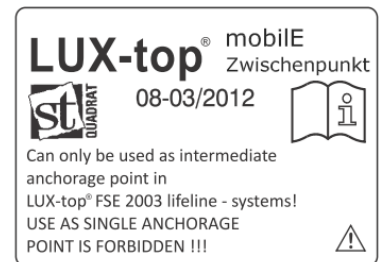 LUX-top® mobilE
Zwischenpunkt
st QUADRAT
08-03/2012
i
Can only be used as intermediate
anchorage point in
LUX-top® FSE 2003 lifeline - systems!
USE AS SINGLE ANCHORAGE
POINT IS FORBIDDEN !!!